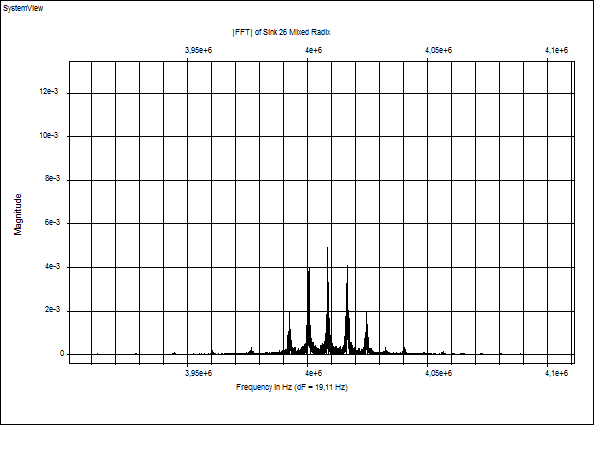 SystemView
|FFT| of Sink 26 Mixed Radix
3,95e+6 4e+6 4,05e+6 4,1e+6
12e-3
10e-3
8e-3
6e-3
4e-3
2e-3
0
Magnitude
3,95e+6 4e+6 4,05e+6 4,1e+6
Frequency in Hz (dF = 19,11 Hz)